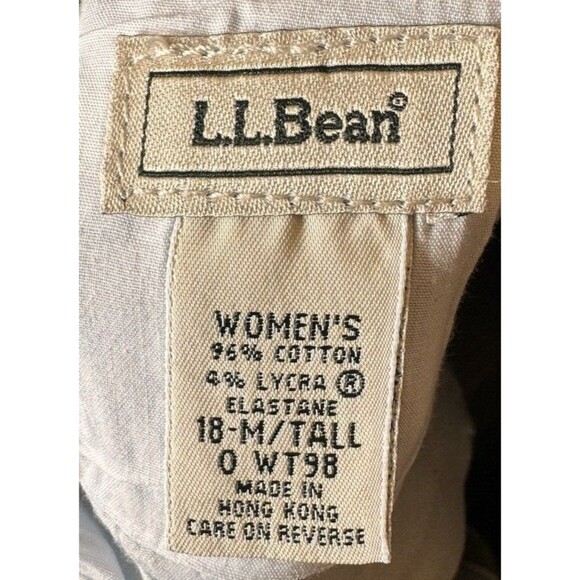 L.L.Bean®
WOMEN'S
96% COTTON
4% LYCRA ®
ELASTANE
18-M/TALL
0 WT98
MADE IN
HONG KONG
CARE ON REVERSE